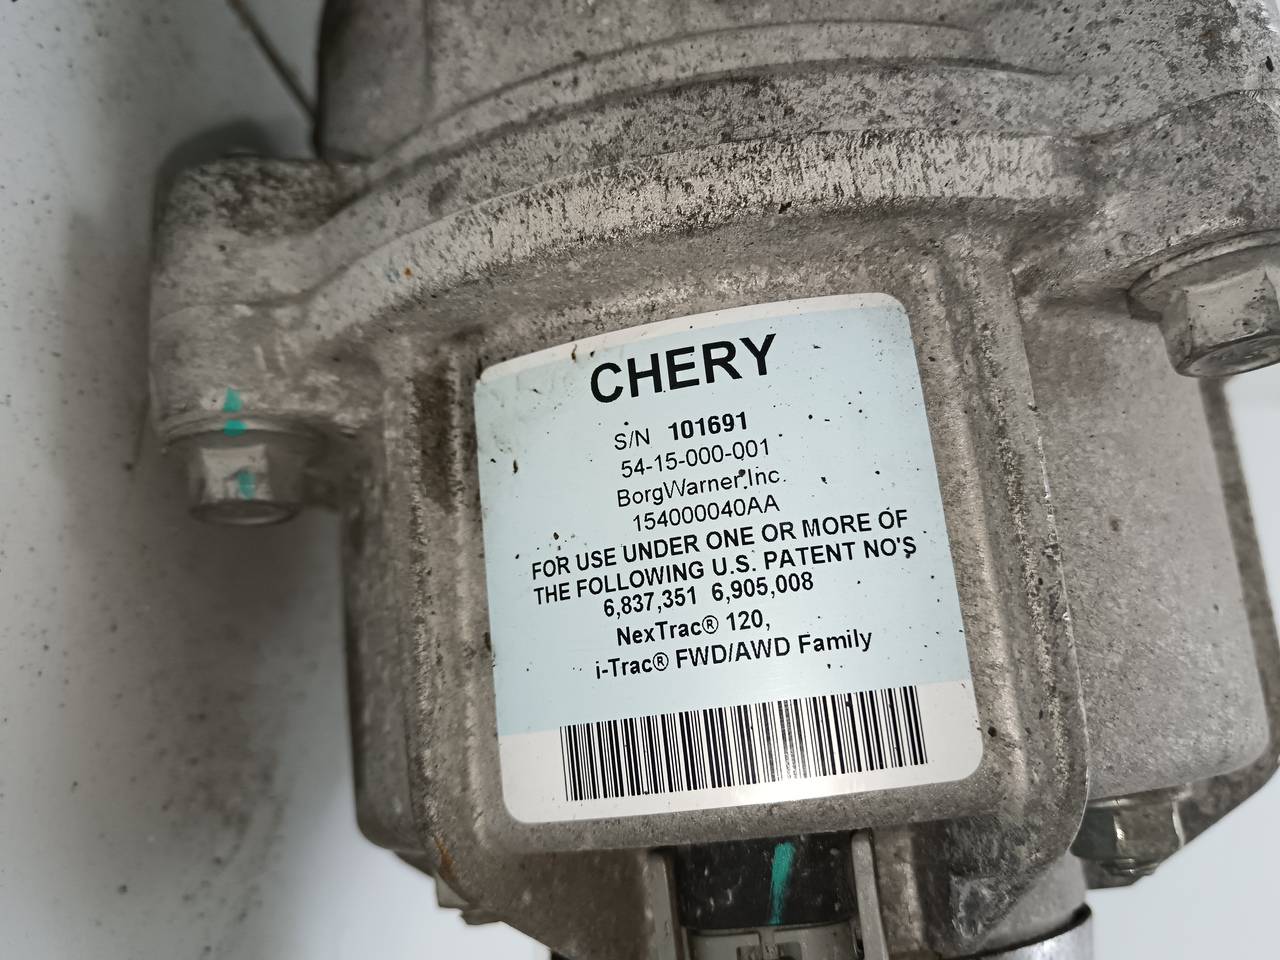 CHERY
S/N 101691
54-15-000-001
BorgWarner.Inc.
154000040AA
FOR USE UNDER ONE OR MORE OF
THE FOLLOWING U.S. PATENT NO'S
6,837,351 6,905,008
NexTrac® 120,
i-Trac® FWD/AWD Family